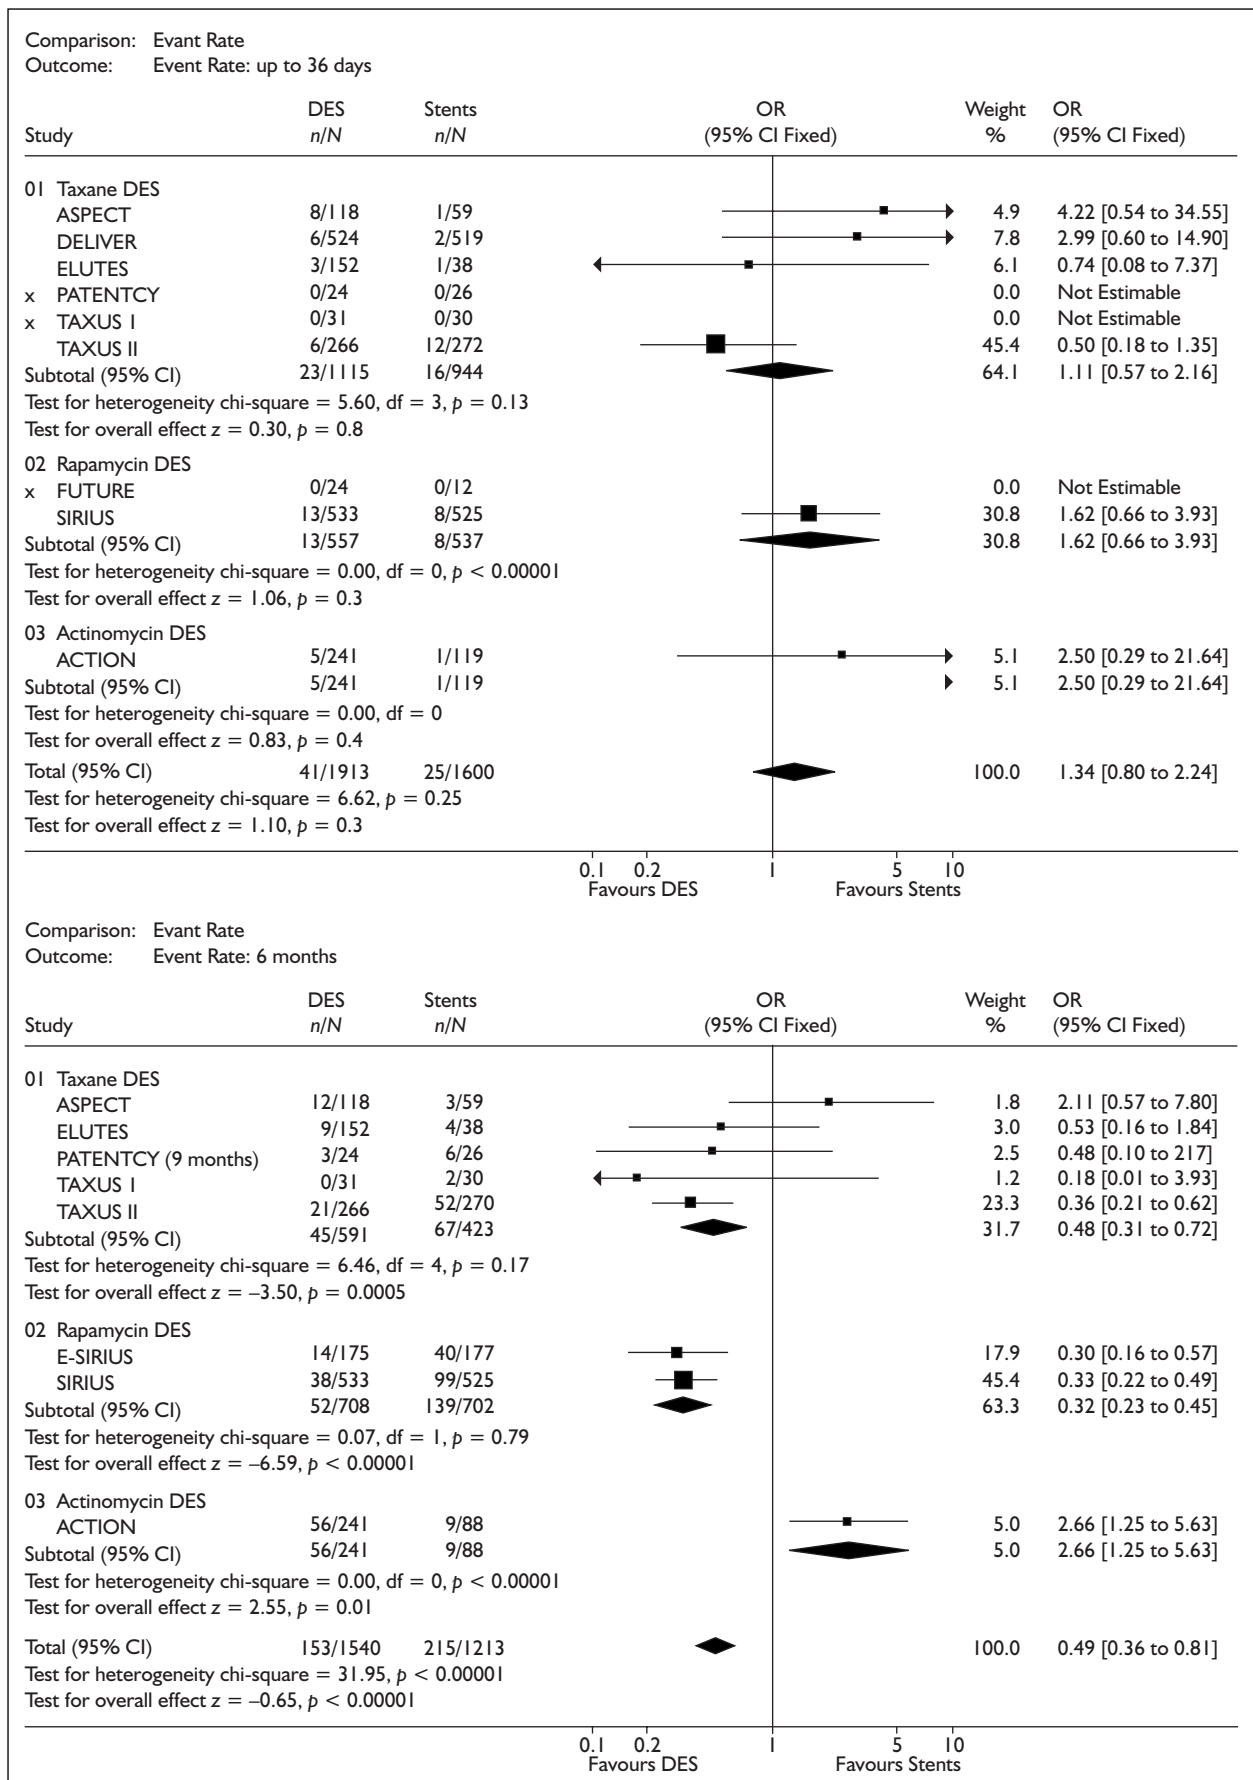 Comparison: Evant Rate
Outcome: Event Rate: up to 36 days
DES Stents OR Weight OR
Study n/N n/N (95% CI Fixed) % (95% CI Fixed)
01 Taxane DES
ASPECT 8/118 1/59 4.9 4.22 [0.54 to 34.55]
DELIVER 6/524 2/519 7.8 2.99 [0.60 to 14.90]
ELUTES 3/152 1/38 6.1 0.74 [0.08 to 7.37]
x PATENTCY 0/24 0/26 0.0 Not Estimable
x TAXUS I 0/31 0/30 0.0 Not Estimable
TAXUS II 6/266 12/272 45.4 0.50 [0.18 to 1.35]
Subtotal (95% CI) 23/1115 16/944 64.1 1.11 [0.57 to 2.16]
Test for heterogeneity chi-square = 5.60, df = 3, p = 0.13
Test for overall effect z = 0.30, p = 0.8
02 Rapamycin DES
x FUTURE 0/24 0/12 0.0 Not Estimable
SIRIUS 13/533 8/525 30.8 1.62 [0.66 to 3.93]
Subtotal (95% CI) 13/557 8/537 30.8 1.62 [0.66 to 3.93]
Test for heterogeneity chi-square = 0.00, df = 0, p < 0.00001
Test for overall effect z = 1.06, p = 0.3
03 Actinomycin DES
ACTION 5/241 1/119 5.1 2.50 [0.29 to 21.64]
Subtotal (95% CI) 5/241 1/119 5.1 2.50 [0.29 to 21.64]
Test for heterogeneity chi-square = 0.00, df = 0
Test for overall effect z = 0.83, p = 0.4
Total (95% CI) 41/1913 25/1600 100.0 1.34 [0.80 to 2.24]
Test for heterogeneity chi-square = 6.62, p = 0.25
Test for overall effect z = 1.10, p = 0.3
0.1 0.2 1 5 10
Favours DES Favours Stents
Comparison: Evant Rate
Outcome: Event Rate: 6 months
DES Stents OR Weight OR
Study n/N n/N (95% CI Fixed) % (95% CI Fixed)
01 Taxane DES
ASPECT 12/118 3/59 1.8 2.11 [0.57 to 7.80]
ELUTES 9/152 4/38 3.0 0.53 [0.16 to 1.84]
PATENTCY (9 months) 3/24 6/26 2.5 0.48 [0.10 to 217]
TAXUS I 0/31 2/30 1.2 0.18 [0.01 to 3.93]
TAXUS II 21/266 52/270 23.3 0.36 [0.21 to 0.62]
Subtotal (95% CI) 45/591 67/423 31.7 0.48 [0.31 to 0.72]
Test for heterogeneity chi-square = 6.46, df = 4, p = 0.17
Test for overall effect z = –3.50, p = 0.0005
02 Rapamycin DES
E-SIRIUS 14/175 40/177 17.9 0.30 [0.16 to 0.57]
SIRIUS 38/533 99/525 45.4 0.33 [0.22 to 0.49]
Subtotal (95% CI) 52/708 139/702 63.3 0.32 [0.23 to 0.45]
Test for heterogeneity chi-square = 0.07, df = 1, p = 0.79
Test for overall effect z = –6.59, p < 0.00001
03 Actinomycin DES
ACTION 56/241 9/88 5.0 2.66 [1.25 to 5.63]
Subtotal (95% CI) 56/241 9/88 5.0 2.66 [1.25 to 5.63]
Test for heterogeneity chi-square = 0.00, df = 0, p < 0.00001
Test for overall effect z = 2.55, p = 0.01
Total (95% CI) 153/1540 215/1213 100.0 0.49 [0.36 to 0.81]
Test for heterogeneity chi-square = 31.95, p < 0.00001
Test for overall effect z = –0.65, p < 0.00001
0.1 0.2 1 5 10
Favours DES Favours Stents